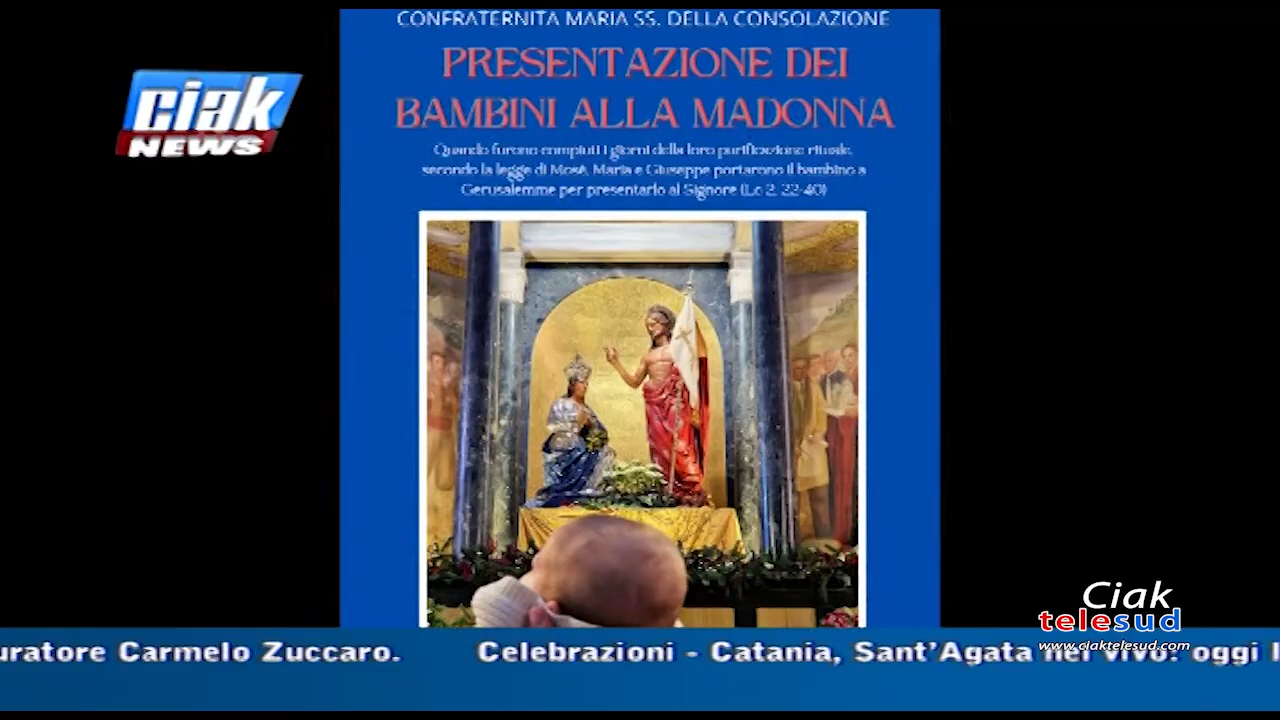 CONFRATERNITA MARIA SS. DELLA CONSOLAZIONE
PRESENTAZIONE DEI
BAMBINI ALLA MADONNA
Quando furono compiuti i giorni della loro purificazione rituale,
secondo la legge di Mosè, Maria e Giuseppe portarono il bambino a
Gerusalemme per presentarlo al Signore (Lc 2, 22-40)
ciak
NEWS
Ciak
telesud
www.ciaktelesud.com
uratore Carmelo Zuccaro. Celebrazioni - Catania, Sant'Agata nel vivo: oggi